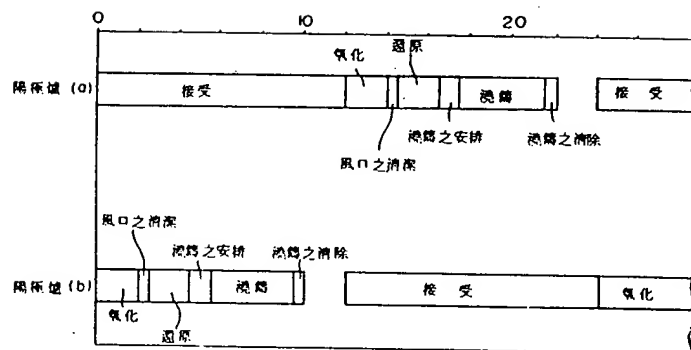 0 10 20
還原
氧化
陽極爐 (a) 接受 澆鑄 接受
澆鑄之安排 澆鑄之清除
風口之清潔
風口之清潔
澆鑄之安排 澆鑄之清除
陽極爐 (b) 澆鑄 接受 氧化
氧化 還原